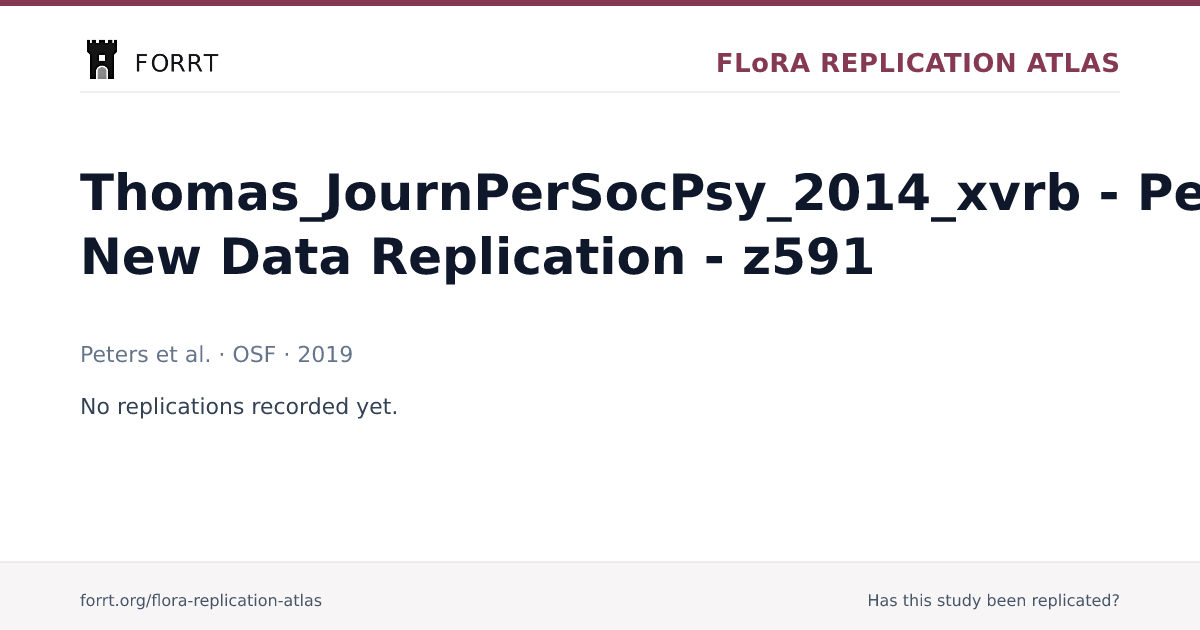 FORRT
FLoRA REPLICATION ATLAS
Thomas_JournPerSocPsy_2014_xvrb - Pe
New Data Replication - z591
Peters et al. · OSF · 2019
No replications recorded yet.
forrt.org/flora-replication-atlas
Has this study been replicated?